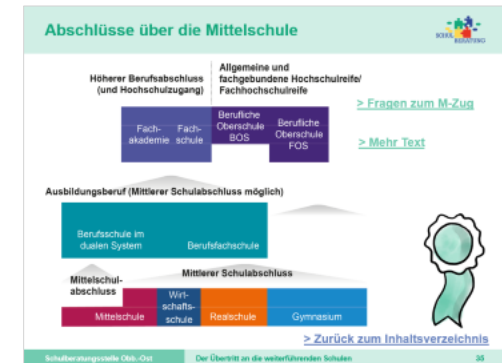 Abschlüsse über die Mittelschule
SCHUL
BERATUNG
Höherer Berufsabschluss
(und Hochschulzugang)
Allgemeine und
fachgebundene Hochschulreife/
Fachhochschulreife
Fach-
akademie
Fach-
schule
Berufliche
Oberschule
BOS
Berufliche
Oberschule
FOS
> Fragen zum M-Zug
> Mehr Text
Ausbildungsberuf (Mittlerer Schulabschluss möglich)
Berufsschule im
dualen System
Berufsfachschule
Mittelschul-
abschluss
Mittlerer Schulabschluss
Mittelschule
Wirt-
schafts-
schule
Realschule
Gymnasium
> Zurück zum Inhaltsverzeichnis
Schulberatungsstelle Obb.-Ost
Der Übertritt an die weiterführenden Schulen
35